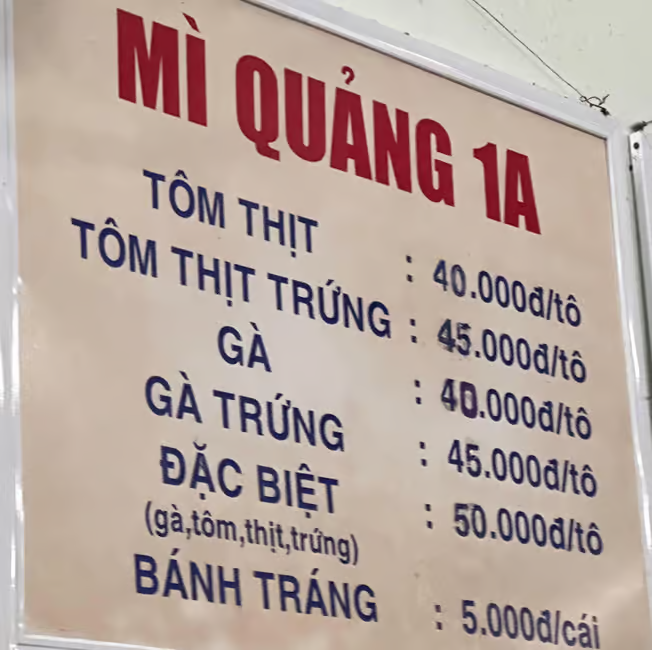 MÌ QUẢNG 1A
TÔM THỊT : 40.000đ/tô
TÔM THỊT TRỨNG : 45.000đ/tô
GÀ : 40.000đ/tô
GÀ TRỨNG : 45.000đ/tô
ĐẶC BIỆT : 50.000đ/tô
(gà,tôm,thịt,trứng)
BÁNH TRÁNG : 5.000đ/cái